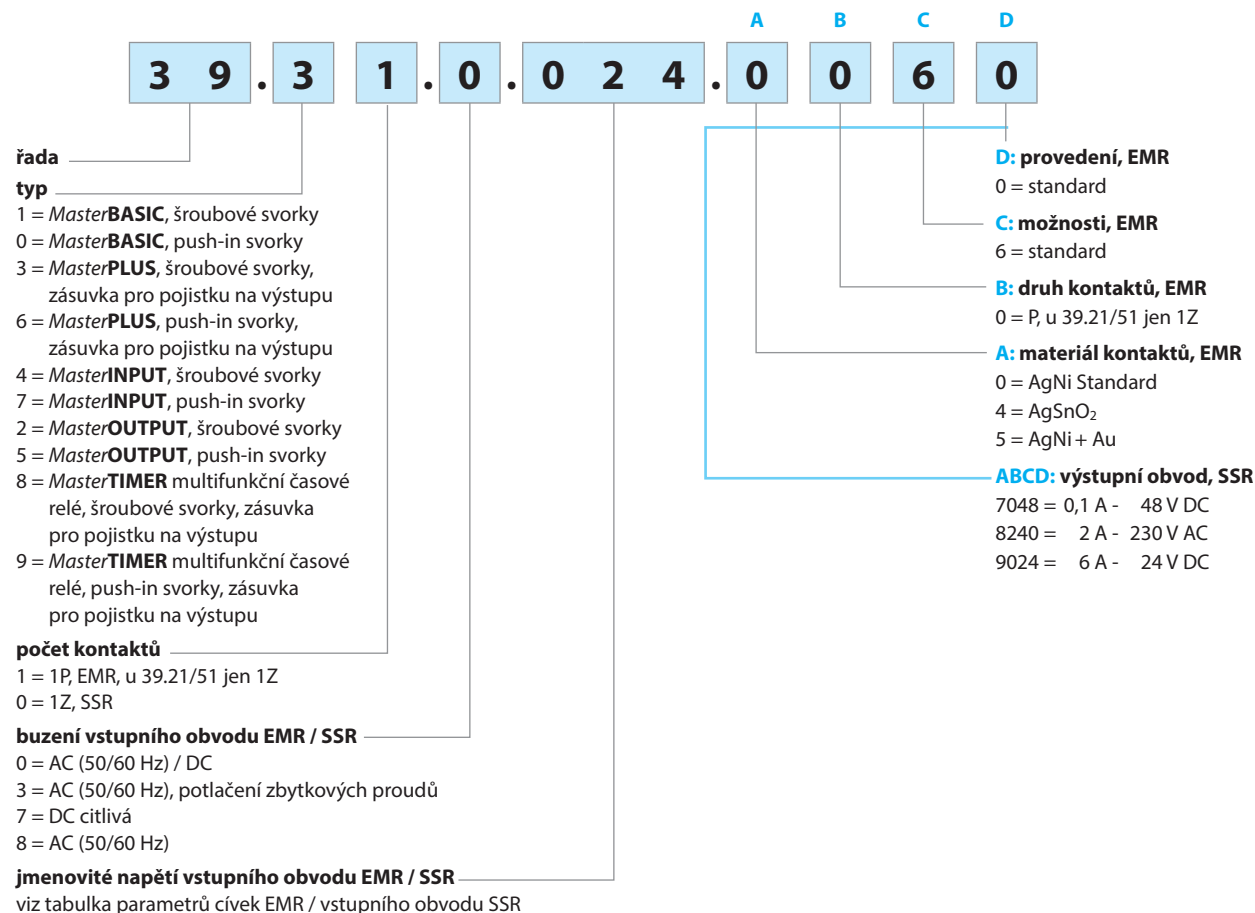 A B C D
3 9 . 3 1 . 0 . 0 2 4 . 0 0 6 0
řada
typ
1 = MasterBASIC, šroubové svorky
0 = MasterBASIC, push-in svorky
3 = MasterPLUS, šroubové svorky,
zásuvka pro pojistku na výstupu
6 = MasterPLUS, push-in svorky,
zásuvka pro pojistku na výstupu
4 = MasterINPUT, šroubové svorky
7 = MasterINPUT, push-in svorky
2 = MasterOUTPUT, šroubové svorky
5 = MasterOUTPUT, push-in svorky
8 = MasterTIMER multifunkční časové
relé, šroubové svorky, zásuvka
pro pojistku na výstupu
9 = MasterTIMER multifunkční časové
relé, push-in svorky, zásuvka
pro pojistku na výstupu
počet kontaktů
1 = 1P, EMR, u 39.21/51 jen 1Z
0 = 1Z, SSR
buzení vstupního obvodu EMR / SSR
0 = AC (50/60 Hz) / DC
3 = AC (50/60 Hz), potlačení zbytkových proudů
7 = DC citlivá
8 = AC (50/60 Hz)
jmenovité napětí vstupního obvodu EMR / SSR
viz tabulka parametrů cívek EMR / vstupního obvodu SSR
D: provedení, EMR
0 = standard
C: možnosti, EMR
6 = standard
B: druh kontaktů, EMR
0 = P, u 39.21/51 jen 1Z
A: materiál kontaktů, EMR
0 = AgNi Standard
4 = AgSnO₂
5 = AgNi + Au
ABCD: výstupní obvod, SSR
7048 = 0,1 A - 48 V DC
8240 = 2 A - 230 V AC
9024 = 6 A - 24 V DC